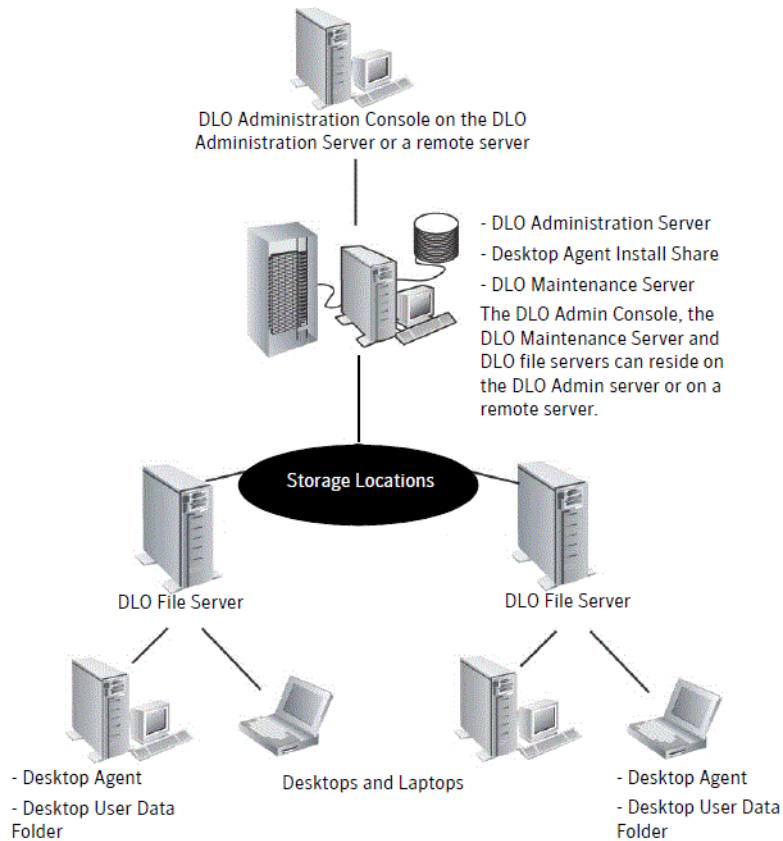 DLO Administration Console on the DLO
Administration Server or a remote server
- DLO Administration Server
- Desktop Agent Install Share
- DLO Maintenance Server
The DLO Admin Console, the
DLO Maintenance Server and
DLO file servers can reside on
the DLO Admin server or on a
remote server.
Storage Locations
DLO File Server
DLO File Server
- Desktop Agent
- Desktop User Data
Folder
Desktops and Laptops
- Desktop Agent
- Desktop User Data
Folder